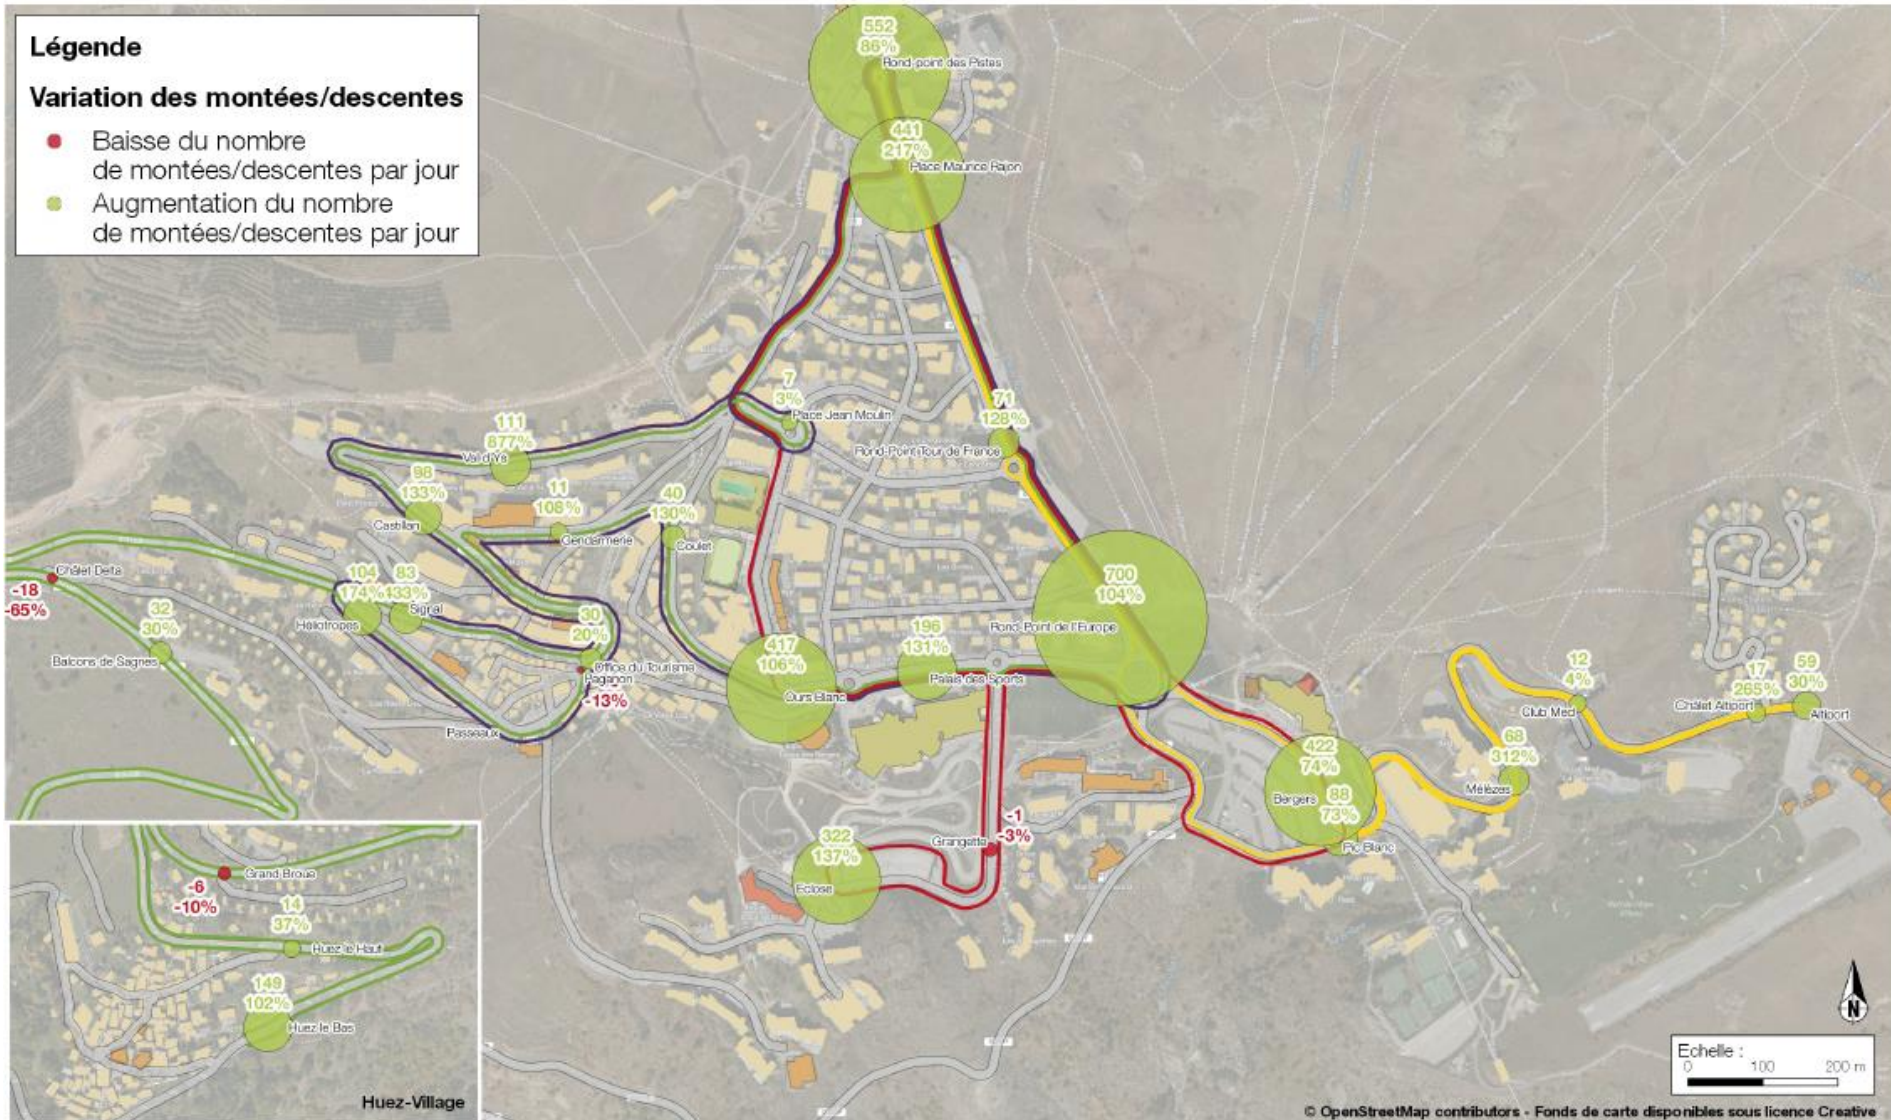 Légende
Variation des montées/descentes
Baisse du nombre
de montées/descentes par jour
Augmentation du nombre
de montées/descentes par jour
552
86%
Rond-point des Pistes
441
217%
Place Maurice Rajon
7
3%
Place Jean Moulin
71
128%
Rond-Point Tour de France
111
877%
Val d'Ys
98
133%
Castillan
11
108%
Gendarmerie
40
130%
Coulet
Châlet Delta
-18
-65%
32
30%
Balcons de Sagnes
104
174%
Héliotropes
83
433%
Signal
30
20%
Office du Tourisme
Paganon
-13%
Passeaux
417
106%
Ours Blanc
196
131%
Palais des Sports
700
104%
Rond-Point de l'Europe
12
4%
Club Med
17
265%
Châlet Altiport
59
30%
Altiport
68
312%
Mélèzes
422
74%
Bergers
88
73%
Pic Blanc
-1
-3%
Grangette
322
137%
Eclose
Grand Broue
-6
-10%
14
37%
Huez le Haut
149
102%
Huez le Bas
Huez-Village
N
Echelle :
0 100 200 m
© OpenStreetMap contributors - Fonds de carte disponibles sous licence Creative